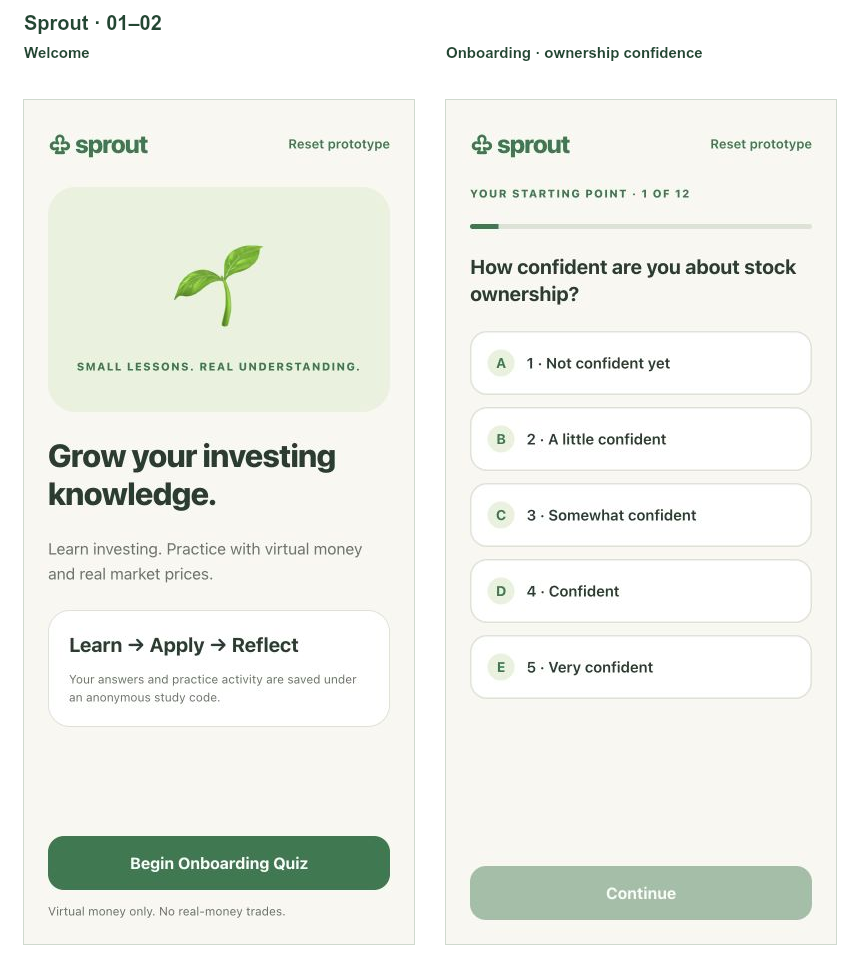 Sprout · 01–02
Welcome
sprout
Reset prototype
SMALL LESSONS. REAL UNDERSTANDING.
Grow your investing
knowledge.
Learn investing. Practice with virtual money
and real market prices.
Learn → Apply → Reflect
Your answers and practice activity are saved under
an anonymous study code.
Begin Onboarding Quiz
Virtual money only. No real-money trades.
Onboarding · ownership confidence
sprout
Reset prototype
YOUR STARTING POINT · 1 OF 12
How confident are you about stock
ownership?
A 1 · Not confident yet
B 2 · A little confident
C 3 · Somewhat confident
D 4 · Confident
E 5 · Very confident
Continue